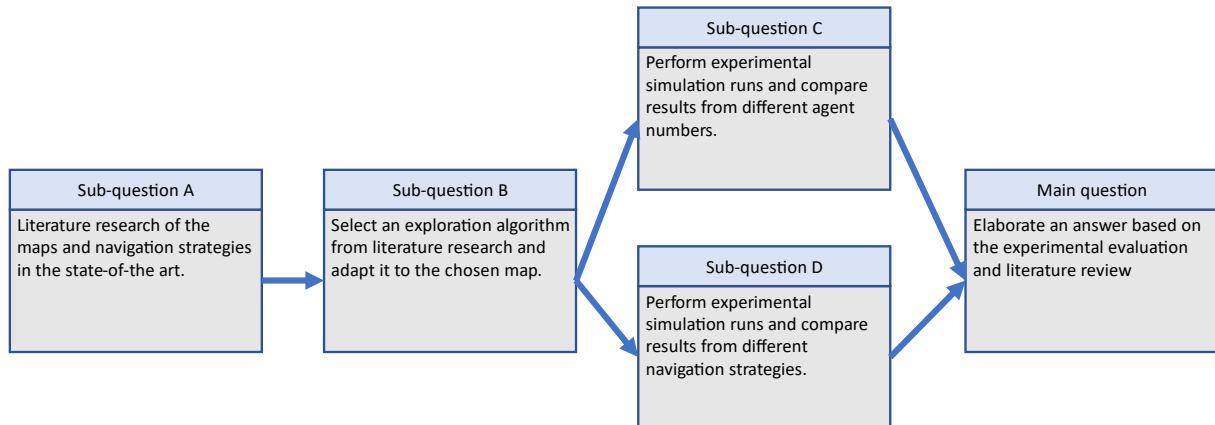 Sub-question A
Literature research of the
maps and navigation strategies
in the state-of-the art.
Sub-question B
Select an exploration algorithm
from literature research and
adapt it to the chosen map.
Sub-question C
Perform experimental
simulation runs and compare
results from different agent
numbers.
Sub-question D
Perform experimental
simulation runs and compare
results from different
navigation strategies.
Main question
Elaborate an answer based on
the experimental evaluation
and literature review